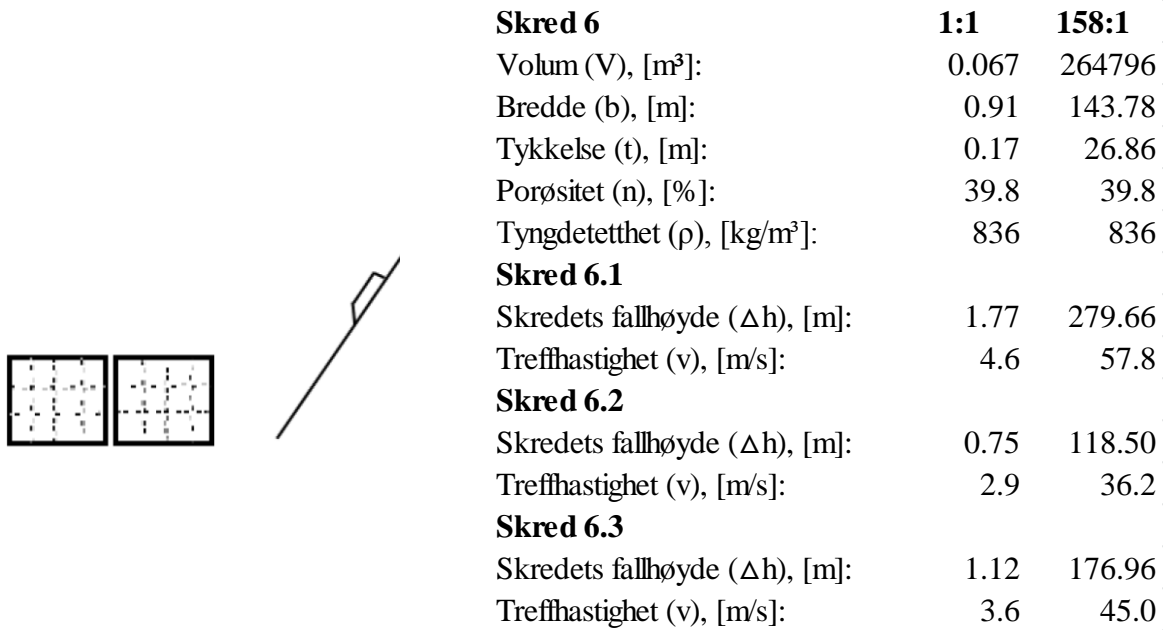 Skred 6 1:1 158:1
Volum (V), [m³]: 0.067 264796
Bredde (b), [m]: 0.91 143.78
Tykkelse (t), [m]: 0.17 26.86
Porøsitet (n), [%]: 39.8 39.8
Tyngdetetthet (ρ), [kg/m³]: 836 836
Skred 6.1
Skredets fallhøyde (△h), [m]: 1.77 279.66
Treffhastighet (v), [m/s]: 4.6 57.8
Skred 6.2
Skredets fallhøyde (△h), [m]: 0.75 118.50
Treffhastighet (v), [m/s]: 2.9 36.2
Skred 6.3
Skredets fallhøyde (△h), [m]: 1.12 176.96
Treffhastighet (v), [m/s]: 3.6 45.0